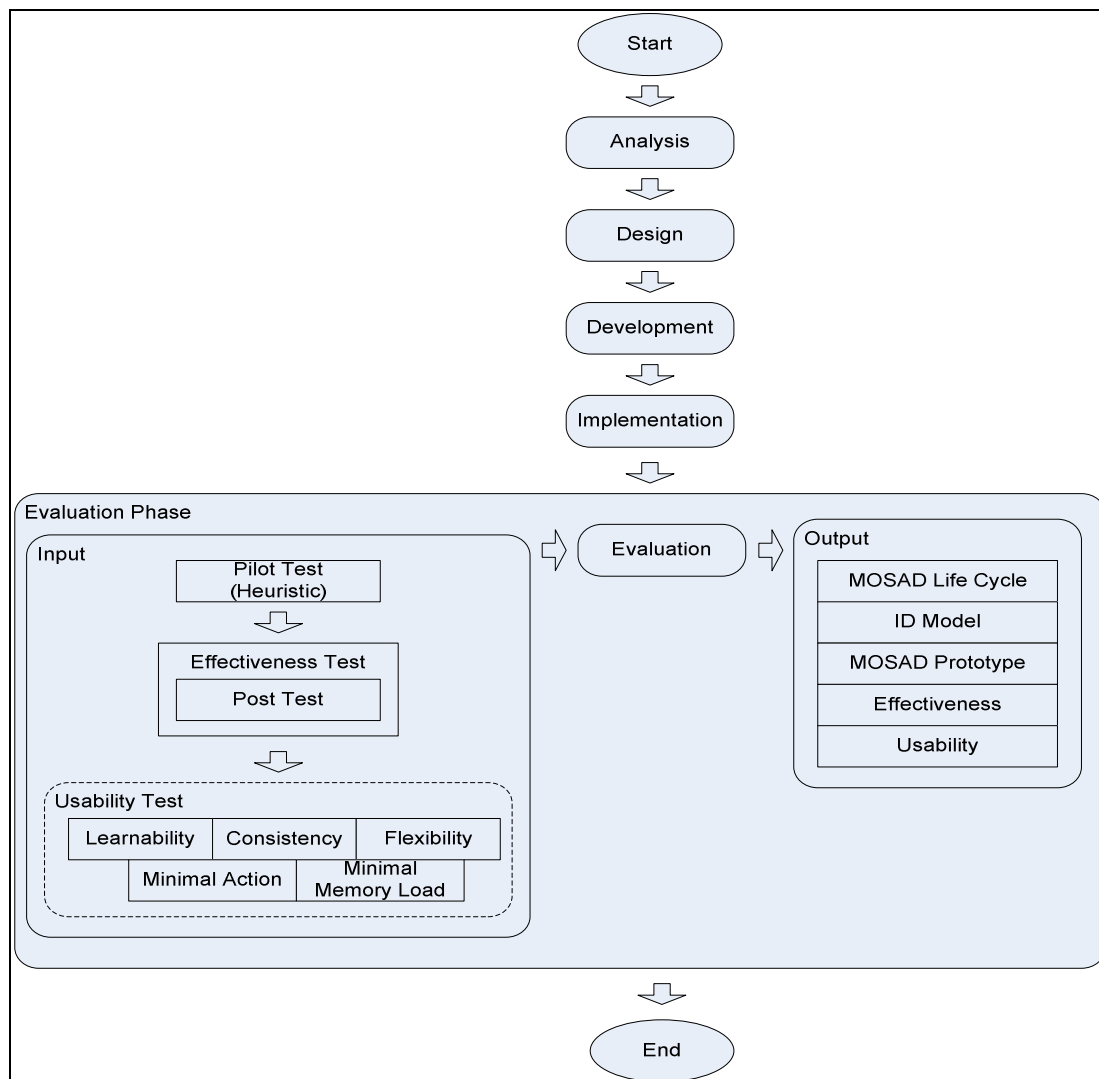 Start
Analysis
Design
Development
Implementation
Evaluation Phase
Input
Pilot Test
(Heuristic)
Effectiveness Test
Post Test
Usability Test
Learnability
Consistency
Flexibility
Minimal Action
Minimal
Memory Load
Evaluation
Output
MOSAD Life Cycle
ID Model
MOSAD Prototype
Effectiveness
Usability
End